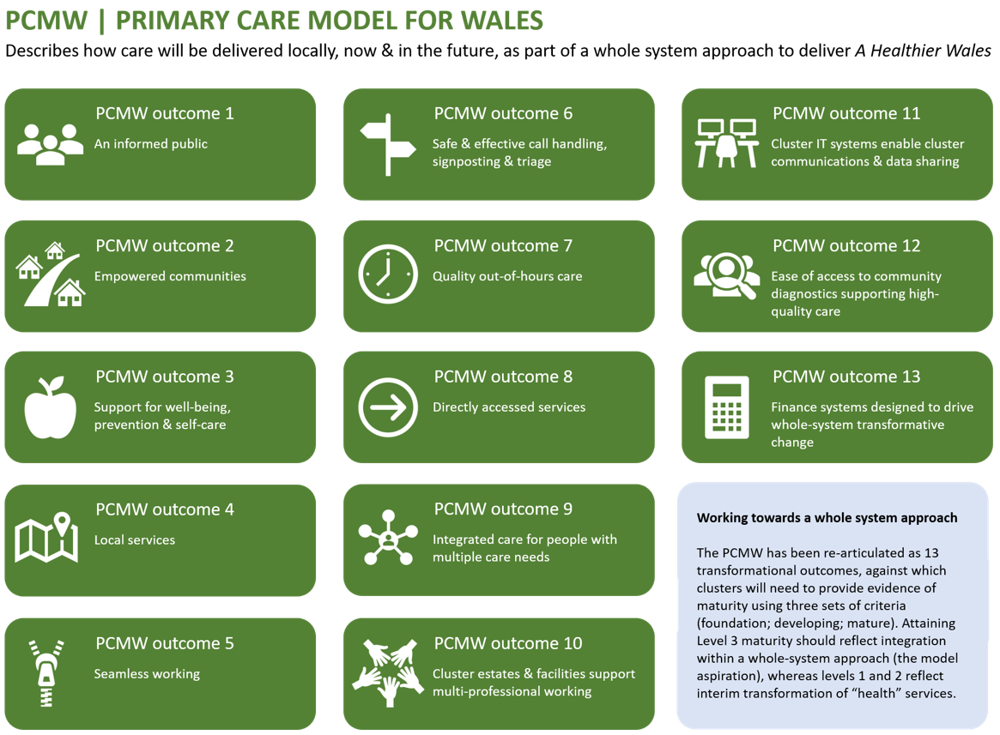 PCMW | PRIMARY CARE MODEL FOR WALES
Describes how care will be delivered locally, now & in the future, as part of a whole system approach to deliver A Healthier Wales
PCMW outcome 1
An informed public
PCMW outcome 2
Empowered communities
PCMW outcome 3
Support for well-being,
prevention & self-care
PCMW outcome 4
Local services
PCMW outcome 5
Seamless working
PCMW outcome 6
Safe & effective call handling,
signposting & triage
PCMW outcome 7
Quality out-of-hours care
PCMW outcome 8
Directly accessed services
PCMW outcome 9
Integrated care for people with
multiple care needs
PCMW outcome 10
Cluster estates & facilities support
multi-professional working
PCMW outcome 11
Cluster IT systems enable cluster
communications & data sharing
PCMW outcome 12
Ease of access to community
diagnostics supporting high-
quality care
PCMW outcome 13
Finance systems designed to drive
whole-system transformative
change
Working towards a whole system approach
The PCMW has been re-articulated as 13
transformational outcomes, against which
clusters will need to provide evidence of
maturity using three sets of criteria
(foundation; developing; mature). Attaining
Level 3 maturity should reflect integration
within a whole-system approach (the model
aspiration), whereas levels 1 and 2 reflect
interim transformation of “health” services.